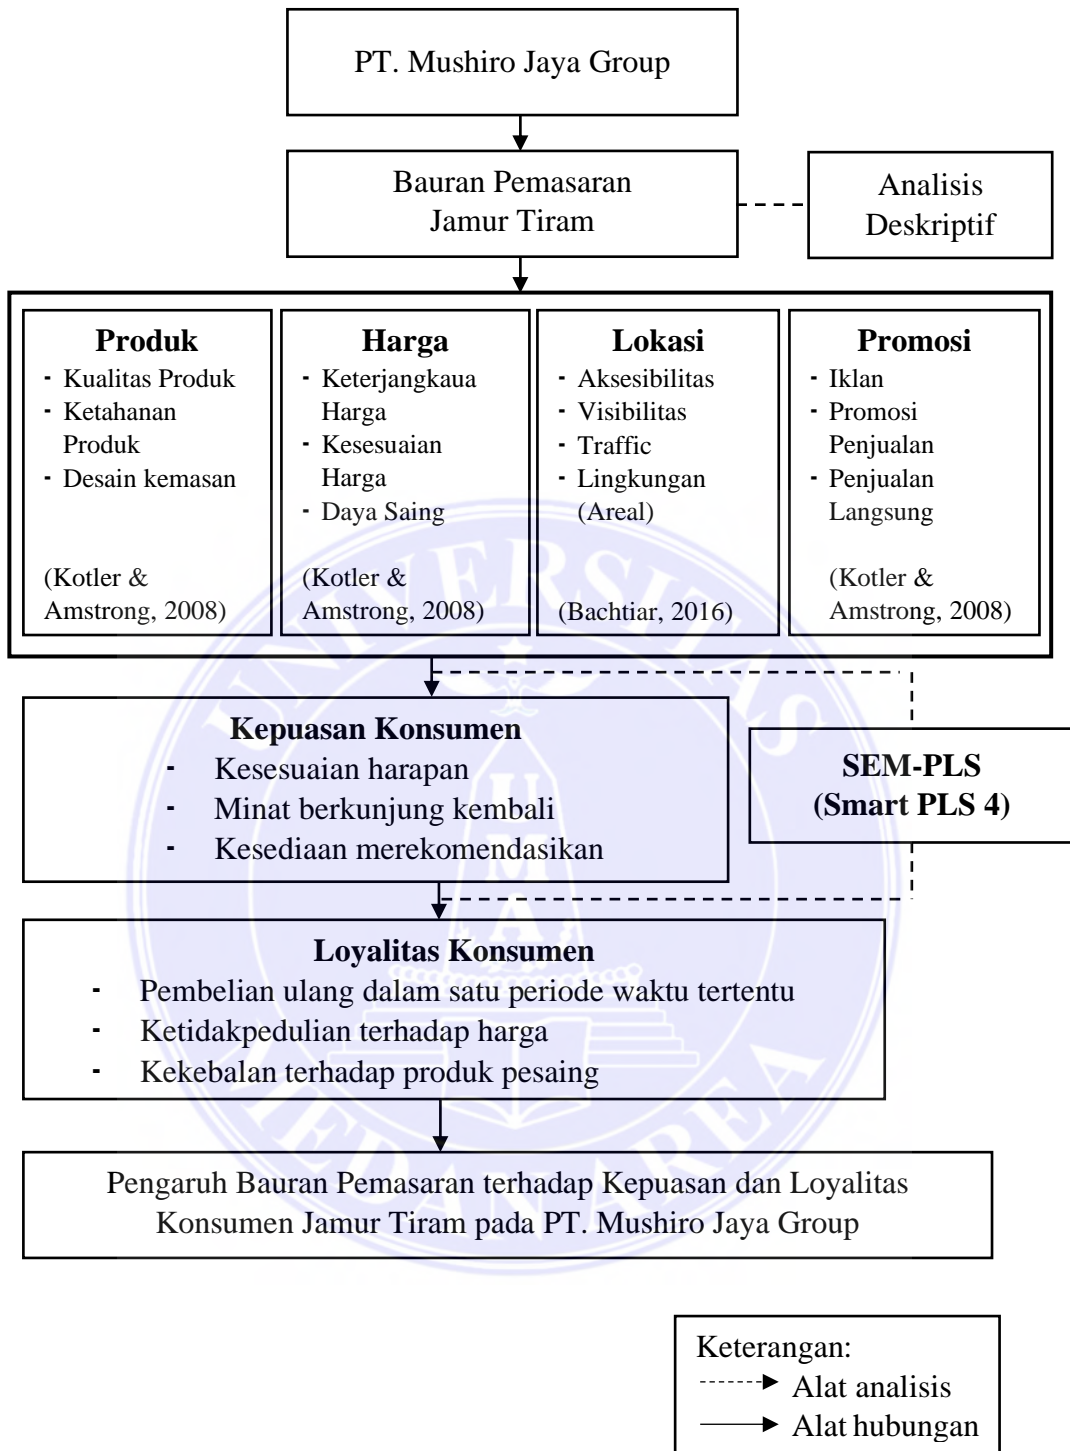 PT. Mushiro Jaya Group
Bauran Pemasaran
Jamur Tiram
Analisis
Deskriptif
Produk
- Kualitas Produk
- Ketahanan
Produk
- Desain kemasan
(Kotler &
Amstrong, 2008)
Harga
- Keterjangkaua
Harga
- Kesesuaian
Harga
- Daya Saing
(Kotler &
Amstrong, 2008)
Lokasi
- Aksesibilitas
- Visibilitas
- Traffic
- Lingkungan
(Areal)
(Bachtiar, 2016)
Promosi
- Iklan
- Promosi
Penjualan
- Penjualan
Langsung
(Kotler &
Amstrong, 2008)
Kepuasan Konsumen
- Kesesuaian harapan
- Minat berkunjung kembali
- Kesediaan merekomendasikan
SEM-PLS
(Smart PLS 4)
Loyalitas Konsumen
- Pembelian ulang dalam satu periode waktu tertentu
- Ketidakpedulian terhadap harga
- Kekebalan terhadap produk pesaing
Pengaruh Bauran Pemasaran terhadap Kepuasan dan Loyalitas
Konsumen Jamur Tiram pada PT. Mushiro Jaya Group
Keterangan:
Alat analisis
Alat hubungan
UNIVERSITAS
MEDAN AREA
UMA